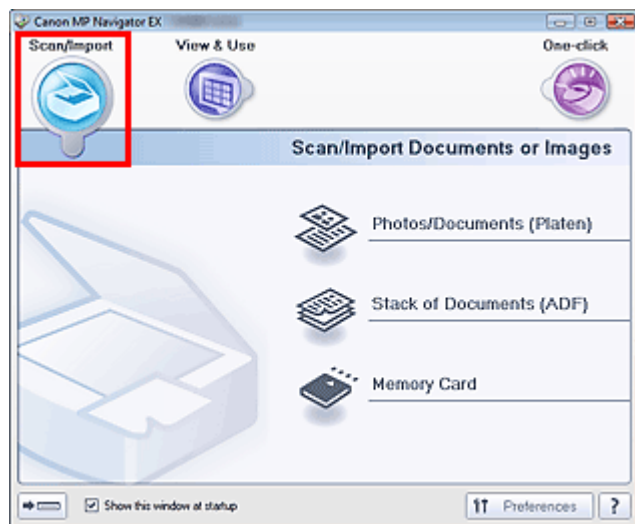 Canon MP Navigator EX
Scan/Import View & Use One-click
Scan/Import Documents or Images
Photos/Documents (Platen)
Stack of Documents (ADF)
Memory Card
Show this window at startup Preferences ?